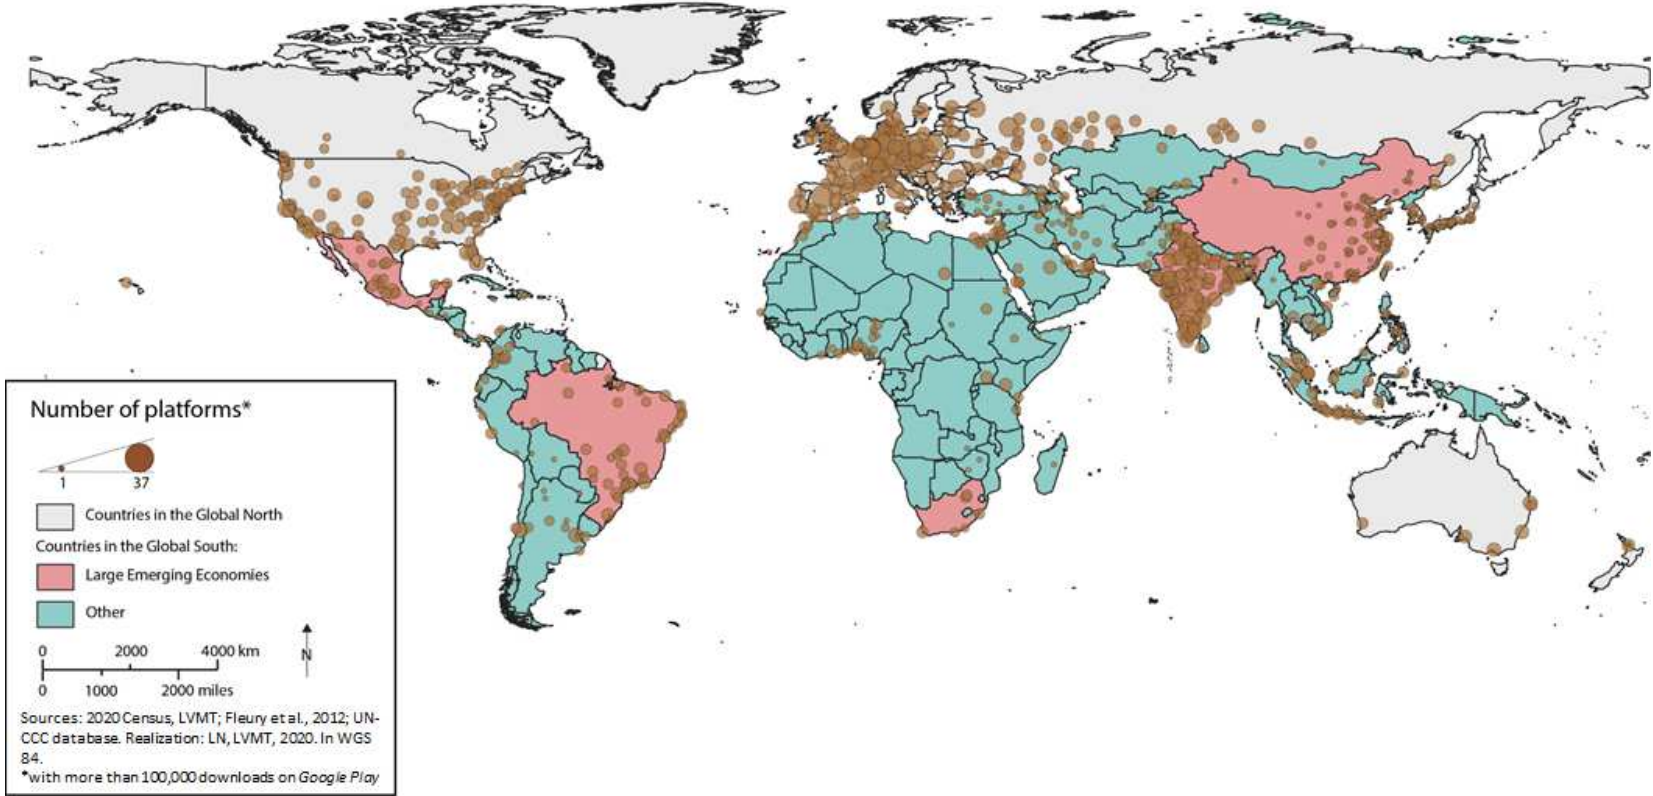 Number of platforms*
1 37
Countries in the Global North
Countries in the Global South:
Large Emerging Economies
Other
0 2000 4000 km
N
0 1000 2000 miles
Sources: 2020 Census, LVMT; Fleury et al., 2012; UN-
CCC database. Realization: LN, LVMT, 2020. In WGS
84.
*with more than 100,000 downloads on Google Play